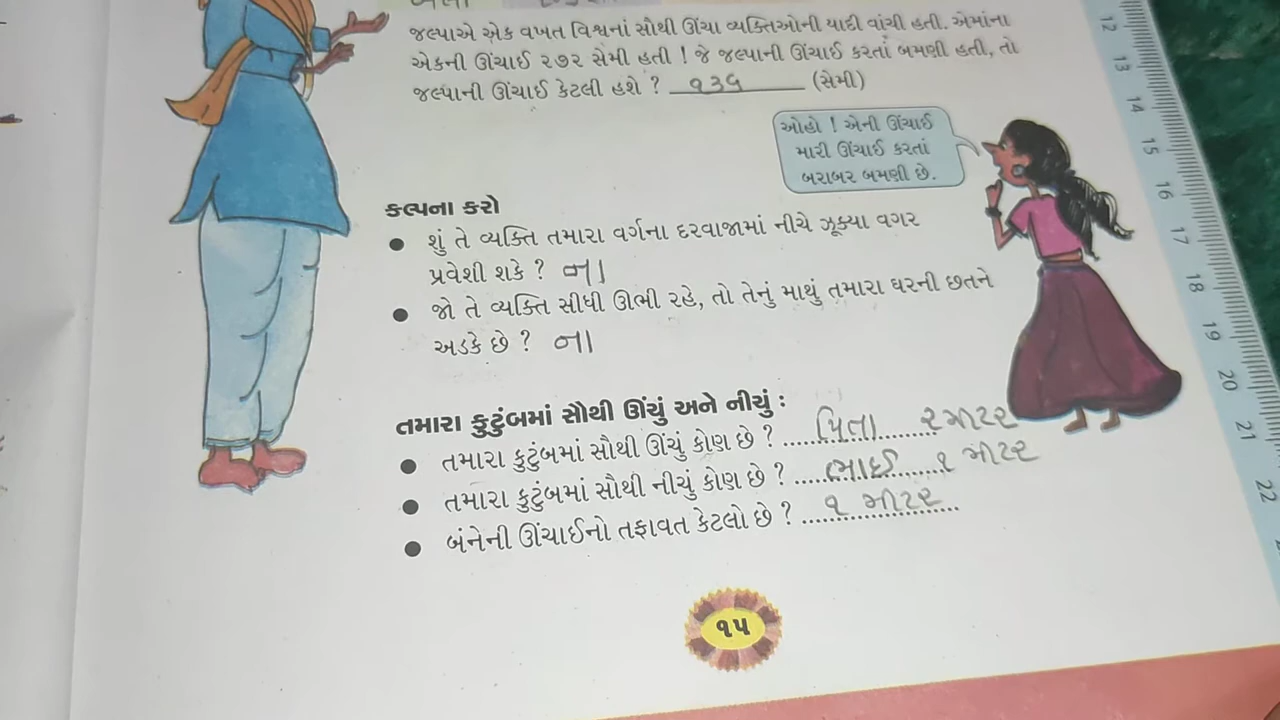 જલ્પાએ એક વખત વિશ્વનાં સૌથી ઊંચા વ્યક્તિઓની યાદી વાંચી હતી. એમાંના
એકની ઊંચાઈ ૨૭૨ સેમી હતી ! જે જલ્પાની ઊંચાઈ કરતાં બમણી હતી, તો
જલ્પાની ઊંચાઈ કેટલી હશે ? ૧૩૬ (સેમી)
ઓહો ! એની ઊંચાઈ
મારી ઊંચાઈ કરતાં
બરાબર બમણી છે.
કલ્પના કરો
● શું તે વ્યક્તિ તમારા વર્ગના દરવાજામાં નીચે ઝૂક્યા વગર
પ્રવેશી શકે ? ના
● જો તે વ્યક્તિ સીધી ઊભી રહે, તો તેનું માથું તમારા ઘરની છતને
અડકે છે ? ના
તમારા કુટુંબમાં સૌથી ઊંચું અને નીચું :
● તમારા કુટુંબમાં સૌથી ઊંચું કોણ છે ? પિતા ૨ મીટર
● તમારા કુટુંબમાં સૌથી નીચું કોણ છે ? ભાઈ ૧ મીટર
● બંનેની ઊંચાઈનો તફાવત કેટલો છે ? ૧ મીટર
૧૫
12
13
14
15
16
17
18
19
20
21
22